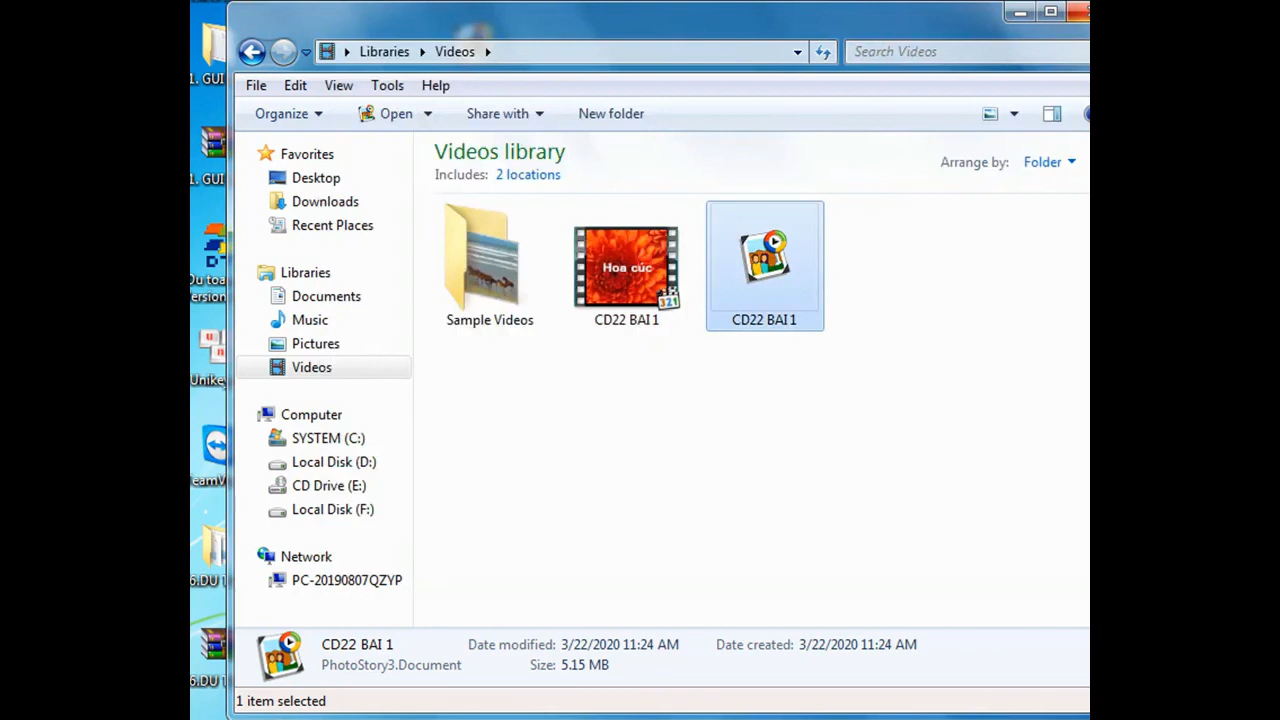 Libraries Videos
Search Videos
File Edit View Tools Help
Organize Open Share with New folder
Videos library
Includes: 2 locations
Arrange by: Folder
Favorites
Desktop
Downloads
Recent Places
Libraries
Documents
Music
Pictures
Videos
Computer
SYSTEM (C:)
Local Disk (D:)
CD Drive (E:)
Local Disk (F:)
Network
PC-20190807QZYP
Hoa cúc
321
Sample Videos
CD22 BAI 1
CD22 BAI 1
1. GUI
1. GUI
Du toa
6.DU
6.DU
CD22 BAI 1
PhotoStory3.Document
Date modified: 3/22/2020 11:24 AM
Size: 5.15 MB
Date created: 3/22/2020 11:24 AM
1 item selected